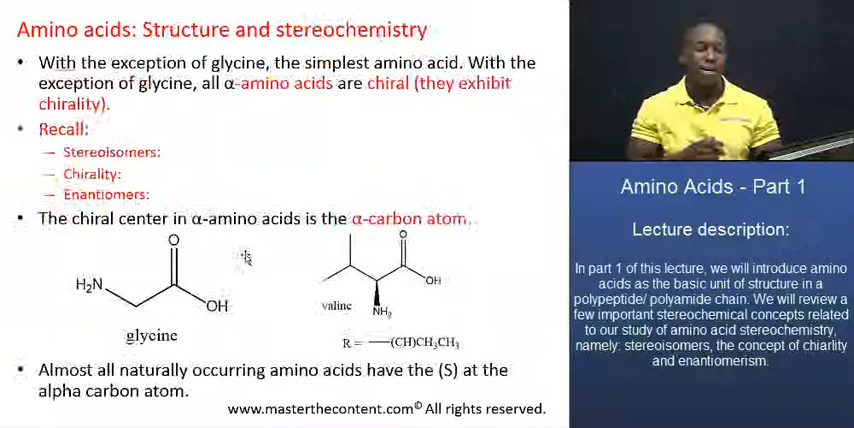 Amino acids: Structure and stereochemistry
• With the exception of glycine, the simplest amino acid. With the
exception of glycine, all α-amino acids are chiral (they exhibit
chirality).
• Recall:
— Stereoisomers:
— Chirality:
— Enantiomers:
• The chiral center in α-amino acids is the α-carbon atom.
O
H₂N
OH
glycine
O
OH
NH₂
valine
R = —(CH)CH₃CH₃
• Almost all naturally occurring amino acids have the (S) at the
alpha carbon atom.
www.masterthecontent.com© All rights reserved.
Amino Acids - Part 1
Lecture description:
In part 1 of this lecture, we will introduce amino
acids as the basic unit of structure in a
polypeptide/ polyamide chain. We will review a
few important stereochemical concepts related
to our study of amino acid stereochemistry,
namely: stereoisomers, the concept of chiarlity
and enantiomerism.